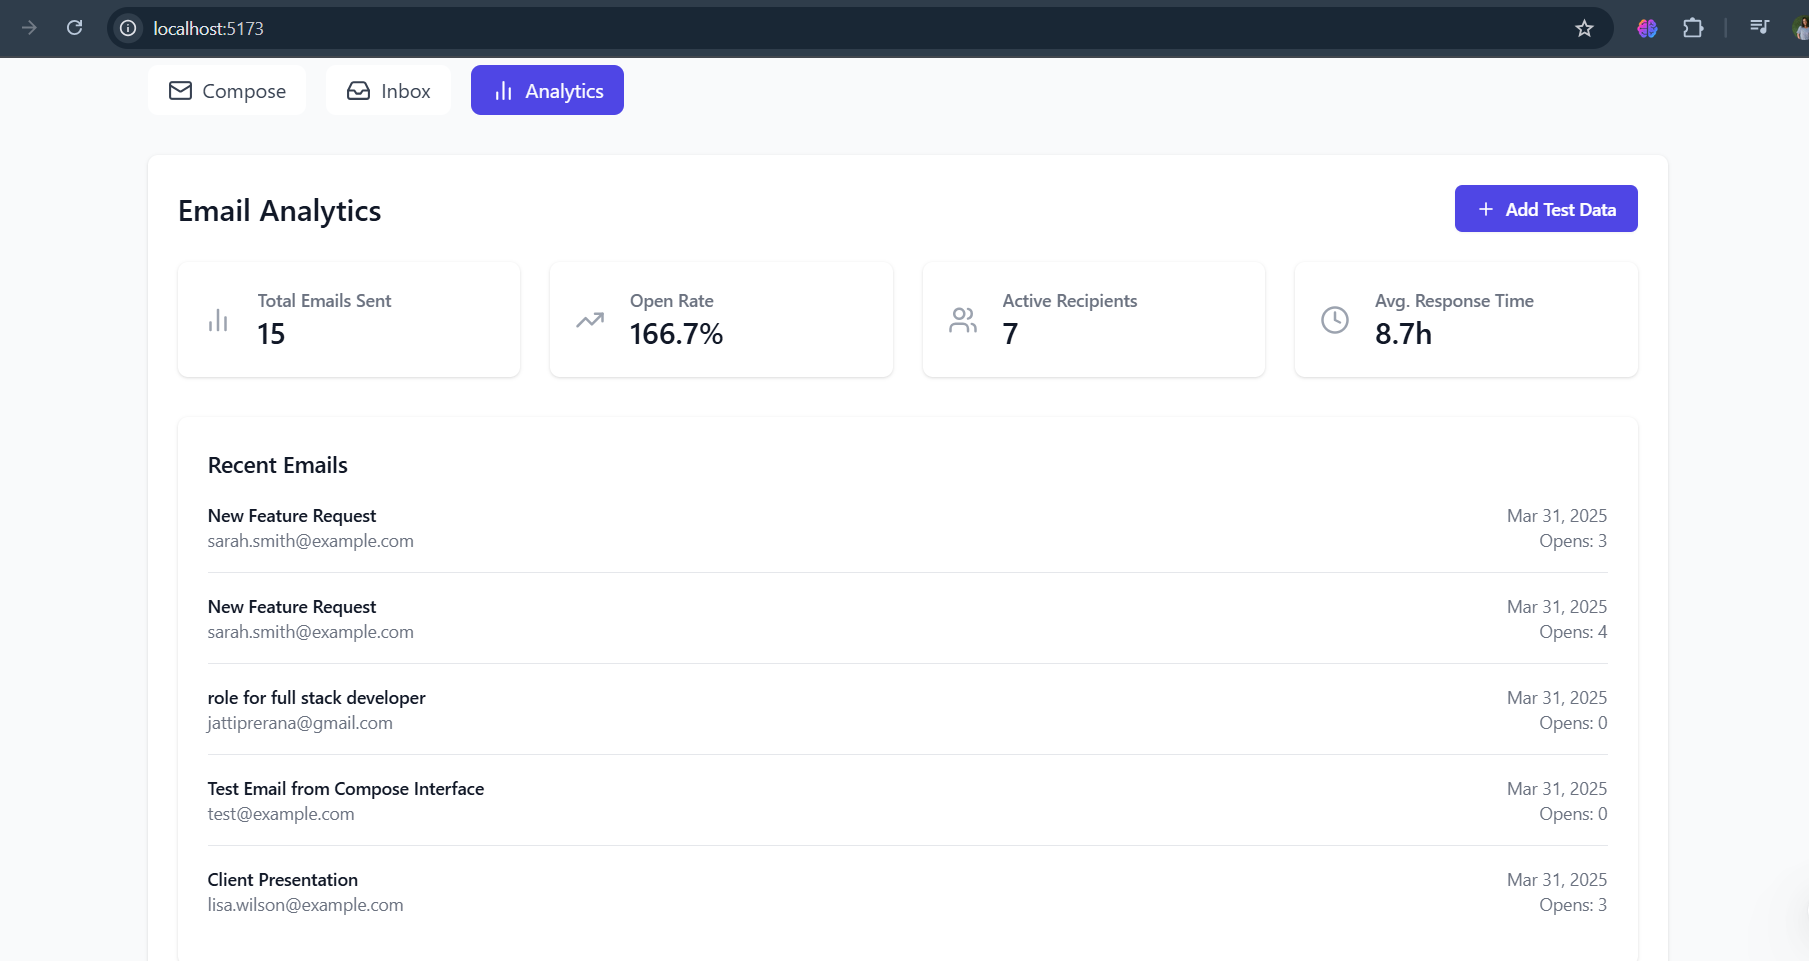 localhost:5173
Compose
Inbox
Analytics
Email Analytics
+ Add Test Data
Total Emails Sent
15
Open Rate
166.7%
Active Recipients
7
Avg. Response Time
8.7h
Recent Emails
New Feature Request
Mar 31, 2025
sarah.smith@example.com
Opens: 3
New Feature Request
Mar 31, 2025
sarah.smith@example.com
Opens: 4
role for full stack developer
Mar 31, 2025
jattiprerana@gmail.com
Opens: 0
Test Email from Compose Interface
Mar 31, 2025
test@example.com
Opens: 0
Client Presentation
Mar 31, 2025
lisa.wilson@example.com
Opens: 3